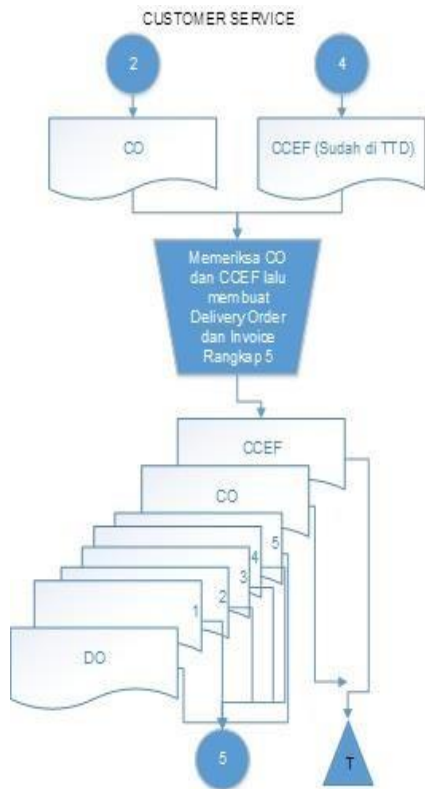 CUSTOMER SERVICE
2
4
CO
CCEF (Sudah di TTD)
Memeriksa CO
dan CCEF lalu
membuat
Delivery Order
dan Invoice
Rangkap 5
CCEF
CO
5
4
3
2
1
DO
5
T